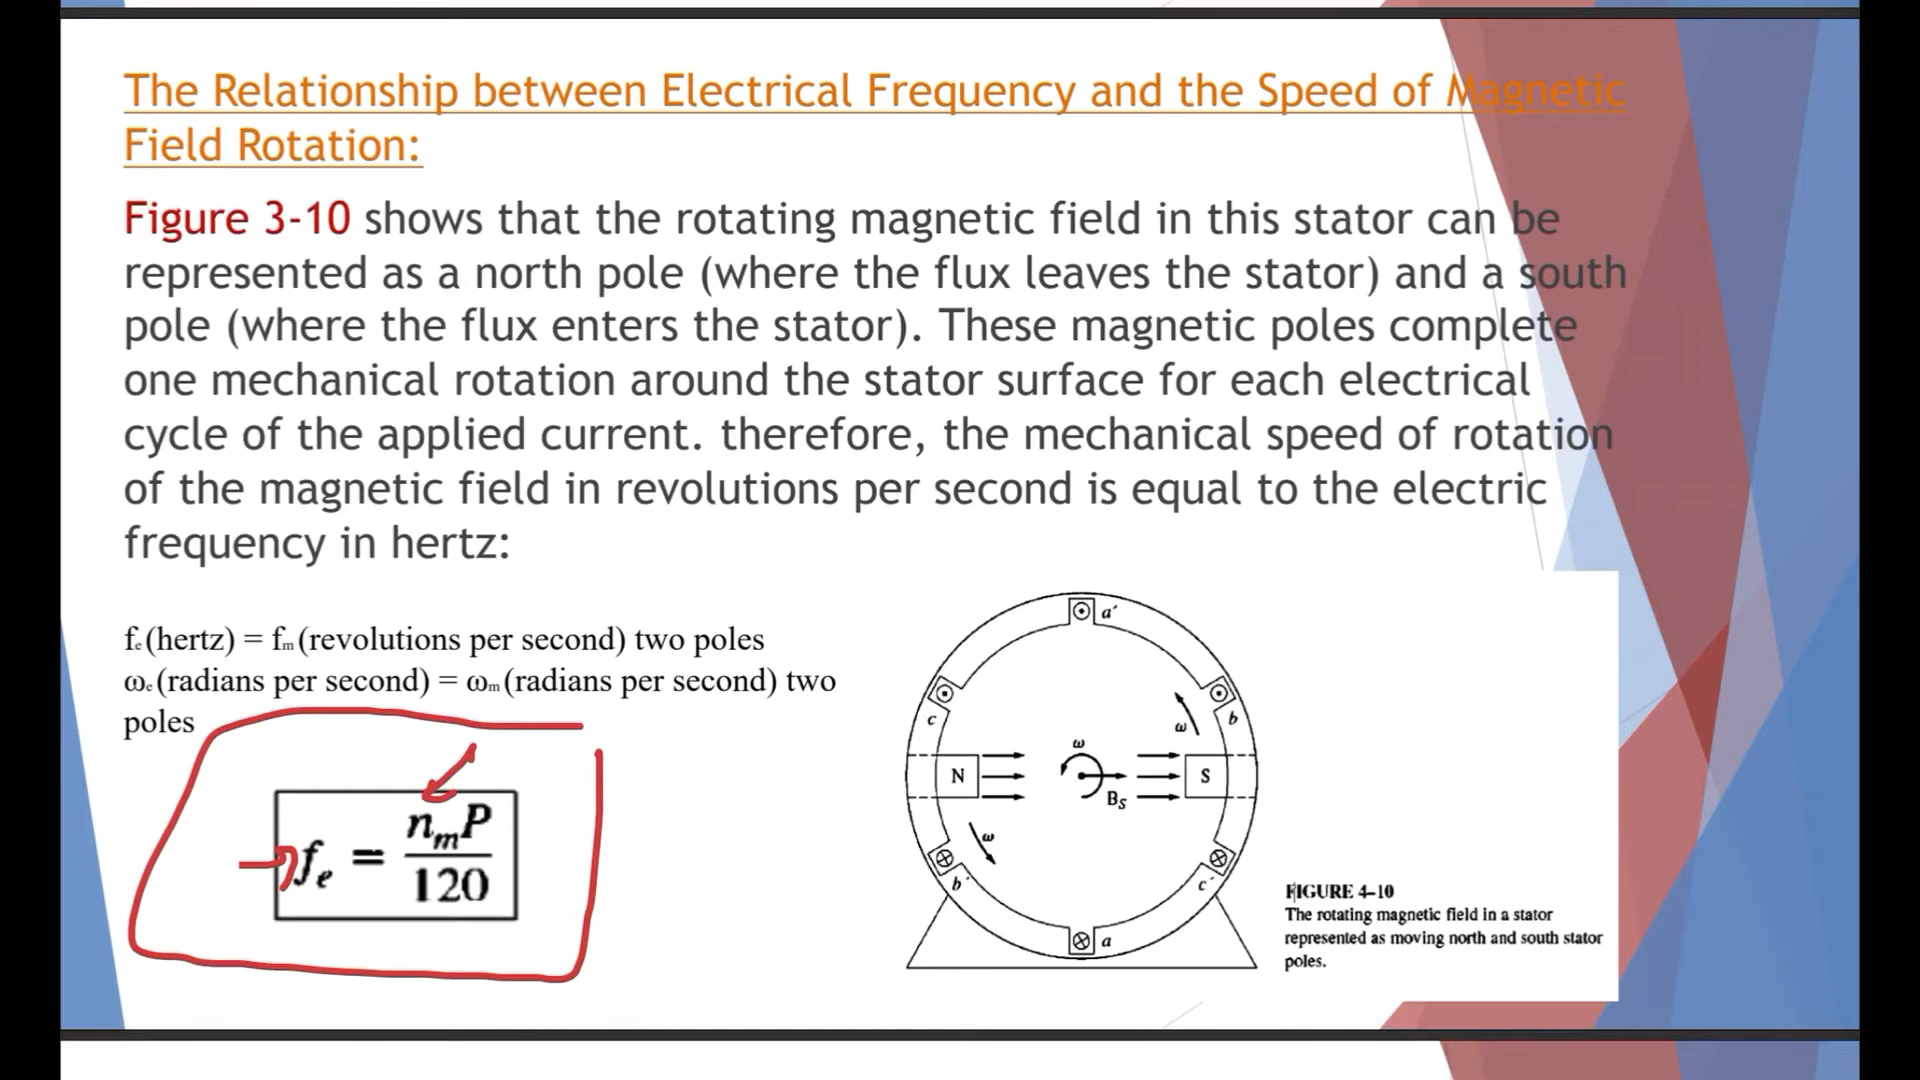 The Relationship between Electrical Frequency and the Speed of Magnetic
Field Rotation:
Figure 3-10 shows that the rotating magnetic field in this stator can be
represented as a north pole (where the flux leaves the stator) and a south
pole (where the flux enters the stator). These magnetic poles complete
one mechanical rotation around the stator surface for each electrical
cycle of the applied current. therefore, the mechanical speed of rotation
of the magnetic field in revolutions per second is equal to the electric
frequency in hertz:
fₑ (hertz) = fₘ (revolutions per second) two poles
ωₑ (radians per second) = ωₘ (radians per second) two
poles
fₑ = nₘP / 120
a′
c
b
ω
ω
N
S
B_S
ω
b′
c′
a
FIGURE 4–10
The rotating magnetic field in a stator
represented as moving north and south stator
poles.